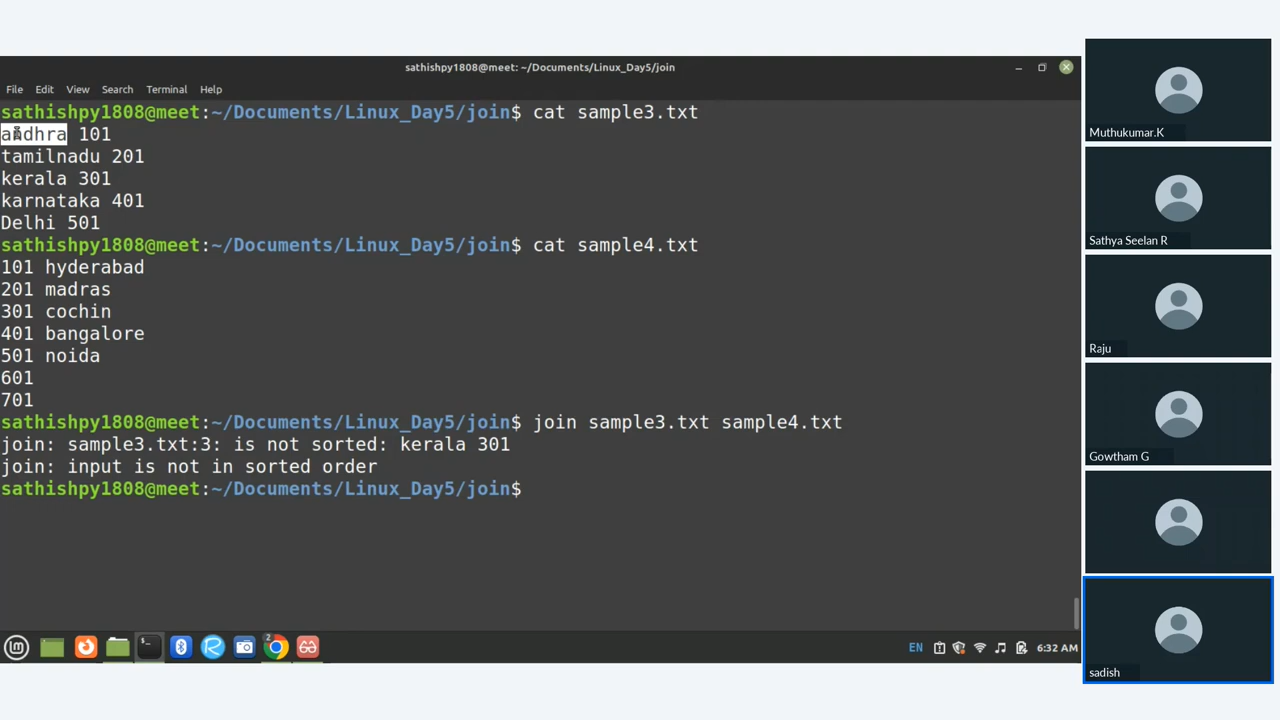 sathishpy1808@meet: ~/Documents/Linux_Day5/join
File Edit View Search Terminal Help
sathishpy1808@meet:~/Documents/Linux_Day5/join$ cat sample3.txt
andhra 101
tamilnadu 201
kerala 301
karnataka 401
Delhi 501
sathishpy1808@meet:~/Documents/Linux_Day5/join$ cat sample4.txt
101 hyderabad
201 madras
301 cochin
401 bangalore
501 noida
601
701
sathishpy1808@meet:~/Documents/Linux_Day5/join$ join sample3.txt sample4.txt
join: sample3.txt:3: is not sorted: kerala 301
join: input is not in sorted order
sathishpy1808@meet:~/Documents/Linux_Day5/join$
2
EN 6:32 AM
Muthukumar.K
Sathya Seelan R
Raju
Gowtham G
sadish